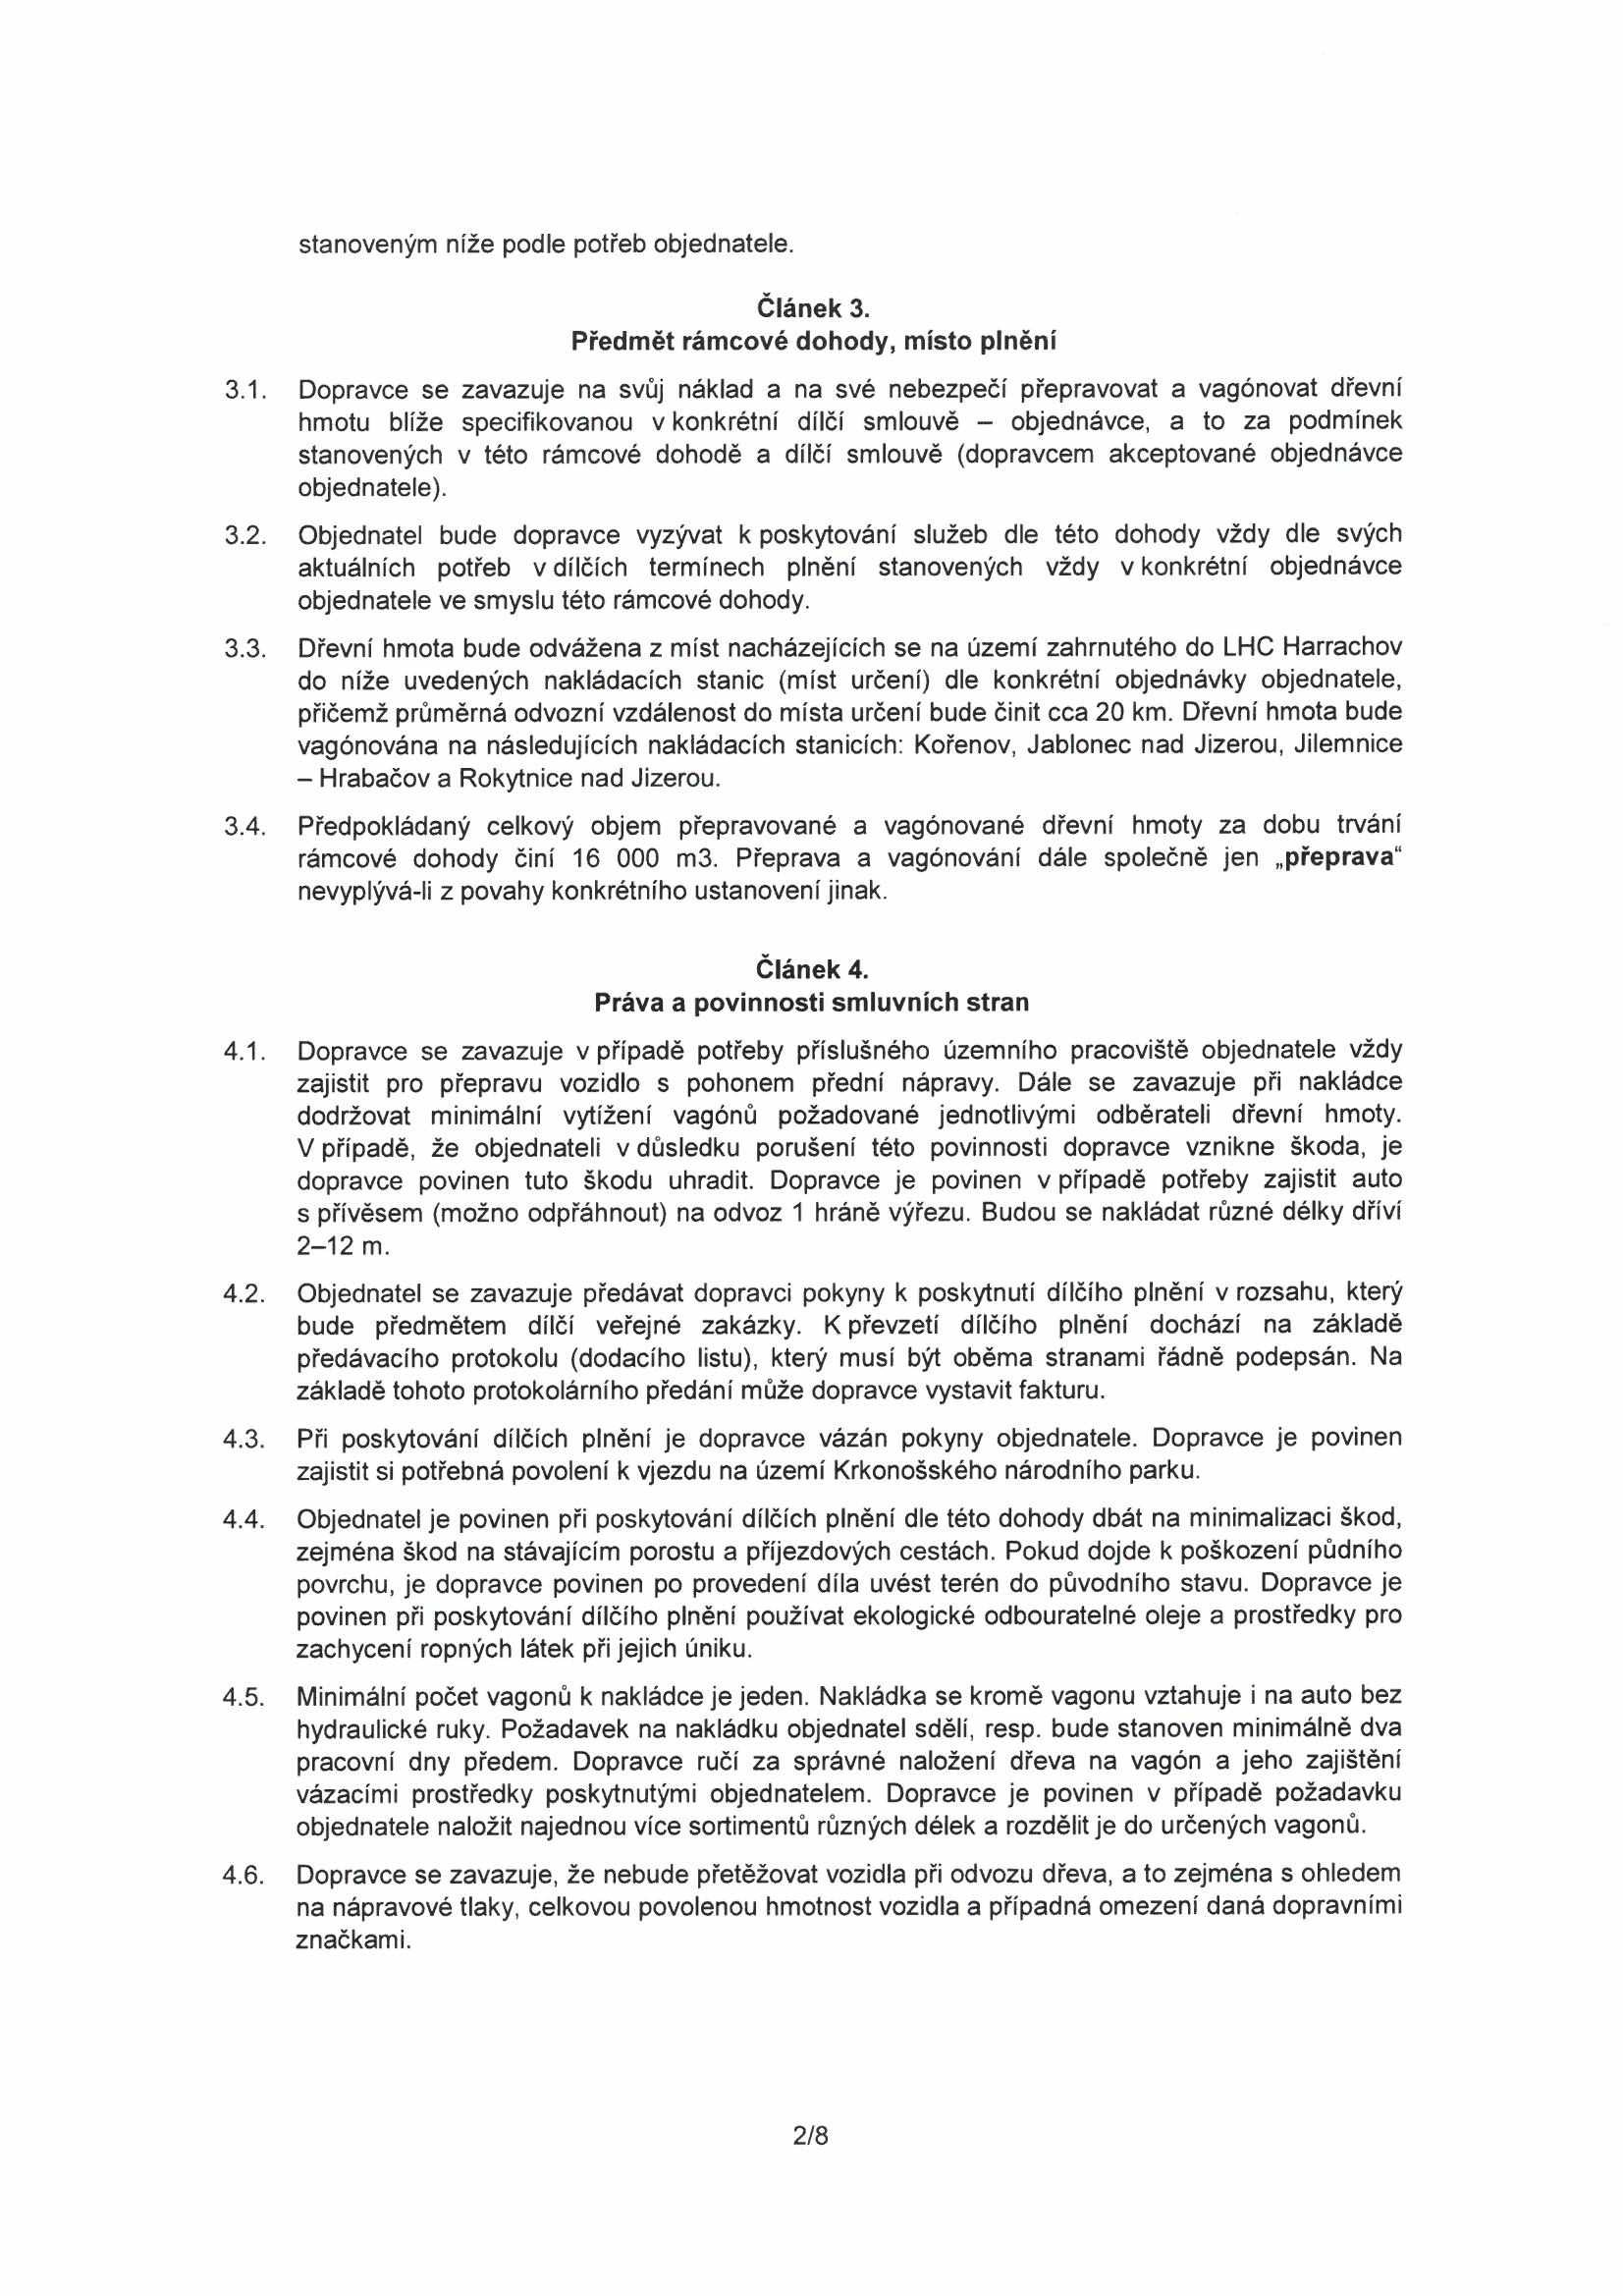 stanoveným níže podle potřeb objednatele.
Článek 3.
Předmět rámcové dohody, místo plnění
3.1. Dopravce se zavazuje na svůj náklad a na své nebezpečí přepravovat a vagónovat dřevní
hmotu blíže specifikovanou v konkrétní dílčí smlouvě – objednávce, a to za podmínek
stanovených v této rámcové dohodě a dílčí smlouvě (dopravcem akceptované objednávce
objednatele).
3.2. Objednatel bude dopravce vyzývat k poskytování služeb dle této dohody vždy dle svých
aktuálních potřeb v dílčích termínech plnění stanovených vždy v konkrétní objednávce
objednatele ve smyslu této rámcové dohody.
3.3. Dřevní hmota bude odvážena z míst nacházejících se na území zahrnutého do LHC Harrachov
do níže uvedených nakládacích stanic (míst určení) dle konkrétní objednávky objednatele,
přičemž průměrná odvozní vzdálenost do místa určení bude činit cca 20 km. Dřevní hmota bude
vagónována na následujících nakládacích stanicích: Kořenov, Jablonec nad Jizerou, Jilemnice
– Hrabačov a Rokytnice nad Jizerou.
3.4. Předpokládaný celkový objem přepravované a vagónované dřevní hmoty za dobu trvání
rámcové dohody činí 16 000 m3. Přeprava a vagónování dále společně jen „přeprava“
nevyplývá-li z povahy konkrétního ustanovení jinak.
Článek 4.
Práva a povinnosti smluvních stran
4.1. Dopravce se zavazuje v případě potřeby příslušného územního pracoviště objednatele vždy
zajistit pro přepravu vozidlo s pohonem přední nápravy. Dále se zavazuje při nakládce
dodržovat minimální vytížení vagónů požadované jednotlivými odběrateli dřevní hmoty.
V případě, že objednateli v důsledku porušení této povinnosti dopravce vznikne škoda, je
dopravce povinen tuto škodu uhradit. Dopravce je povinen v případě potřeby zajistit auto
s přívěsem (možno odpřáhnout) na odvoz 1 hráně výřezu. Budou se nakládat různé délky dříví
2–12 m.
4.2. Objednatel se zavazuje předávat dopravci pokyny k poskytnutí dílčího plnění v rozsahu, který
bude předmětem dílčí veřejné zakázky. K převzetí dílčího plnění dochází na základě
předávacího protokolu (dodacího listu), který musí být oběma stranami řádně podepsán. Na
základě tohoto protokolárního předání může dopravce vystavit fakturu.
4.3. Při poskytování dílčích plnění je dopravce vázán pokyny objednatele. Dopravce je povinen
zajistit si potřebná povolení k vjezdu na území Krkonošského národního parku.
4.4. Objednatel je povinen při poskytování dílčích plnění dle této dohody dbát na minimalizaci škod,
zejména škod na stávajícím porostu a příjezdových cestách. Pokud dojde k poškození půdního
povrchu, je dopravce povinen po provedení díla uvést terén do původního stavu. Dopravce je
povinen při poskytování dílčího plnění používat ekologické odbouratelné oleje a prostředky pro
zachycení ropných látek při jejich úniku.
4.5. Minimální počet vagonů k nakládce je jeden. Nakládka se kromě vagonu vztahuje i na auto bez
hydraulické ruky. Požadavek na nakládku objednatel sdělí, resp. bude stanoven minimálně dva
pracovní dny předem. Dopravce ručí za správné naložení dřeva na vagón a jeho zajištění
vázacími prostředky poskytnutými objednatelem. Dopravce je povinen v případě požadavku
objednatele naložit najednou více sortimentů různých délek a rozdělit je do určených vagonů.
4.6. Dopravce se zavazuje, že nebude přetěžovat vozidla při odvozu dřeva, a to zejména s ohledem
na nápravové tlaky, celkovou povolenou hmotnost vozidla a případná omezení daná dopravními
značkami.
2/8